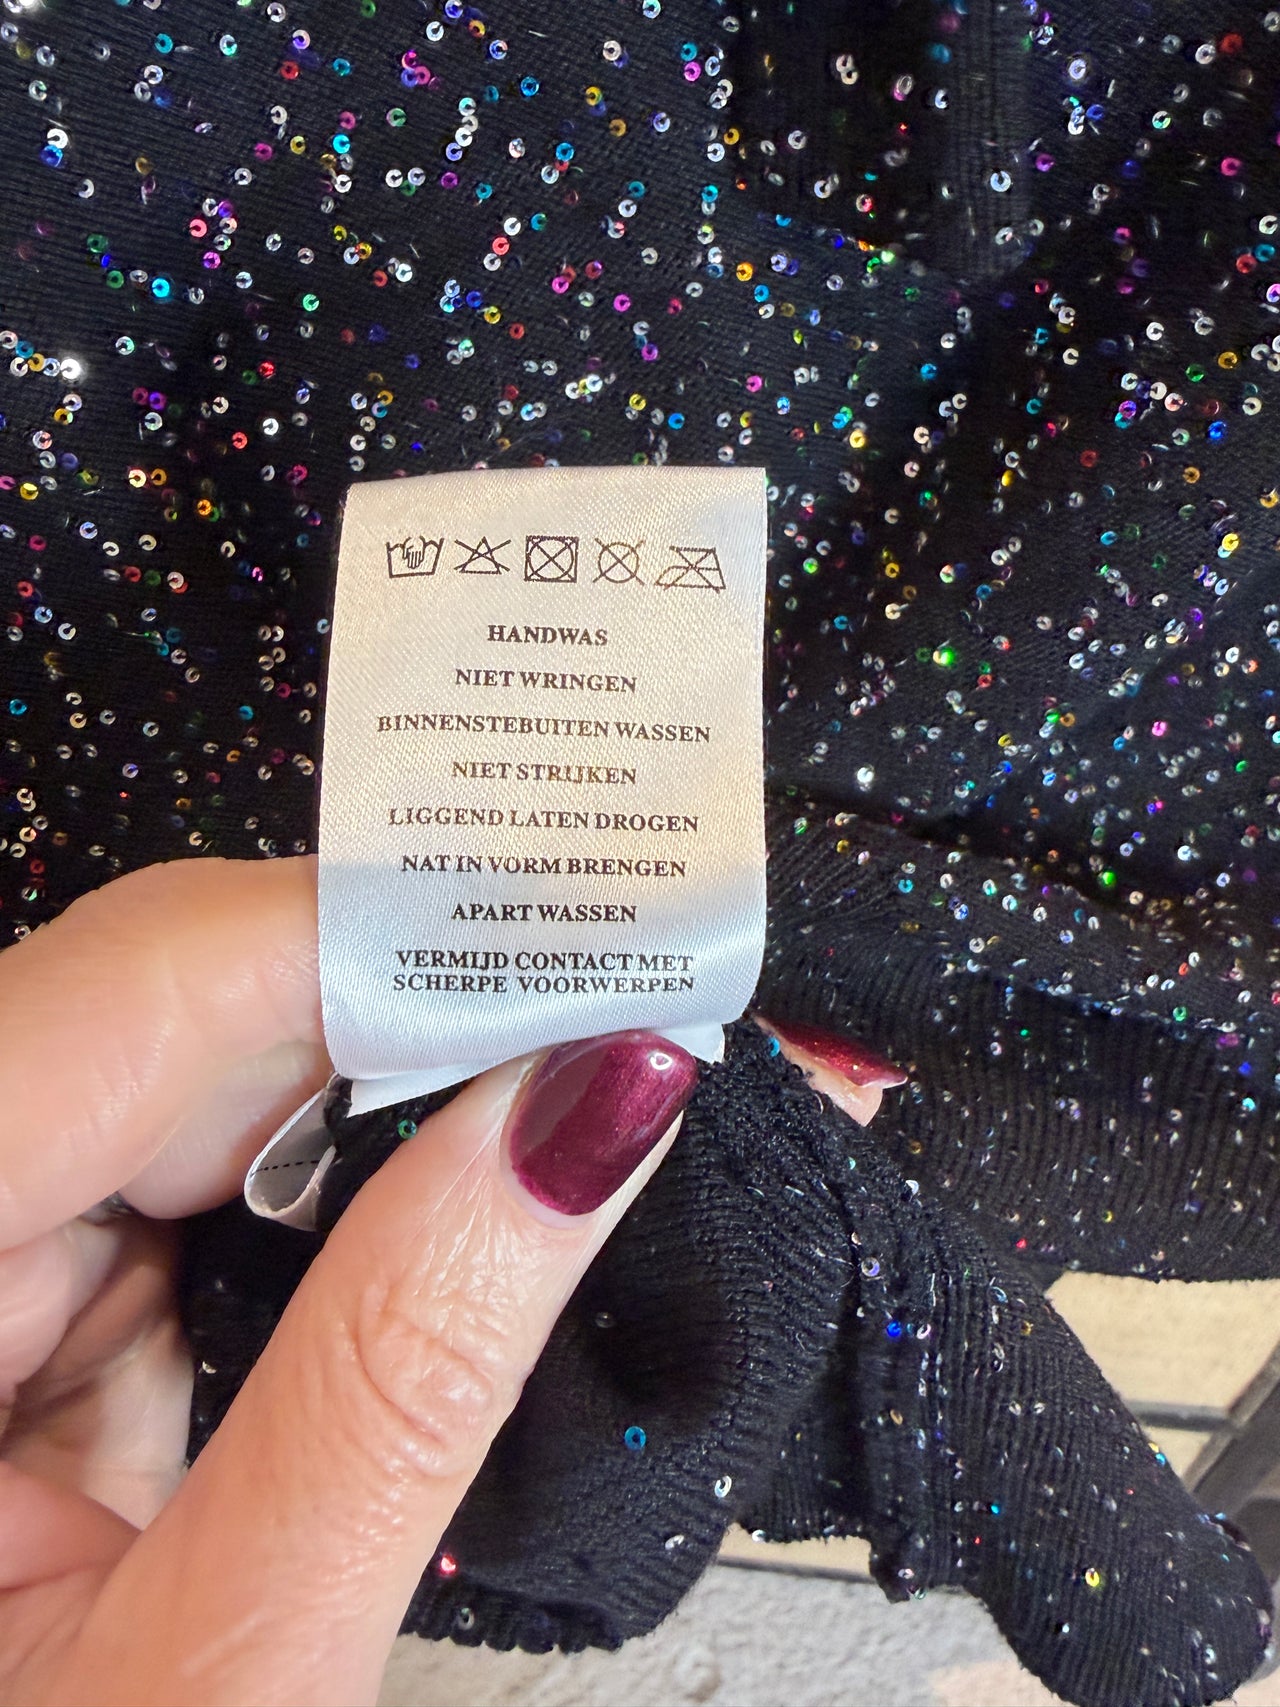 HANDWAS
NIET WRINGEN
BINNENSTEBUITEN WASSEN
NIET STRIJKEN
LIGGEND LATEN DROGEN
NAT IN VORM BRENGEN
APART WASSEN
VERMIJD CONTACT MET
SCHERPE VOORWERPEN